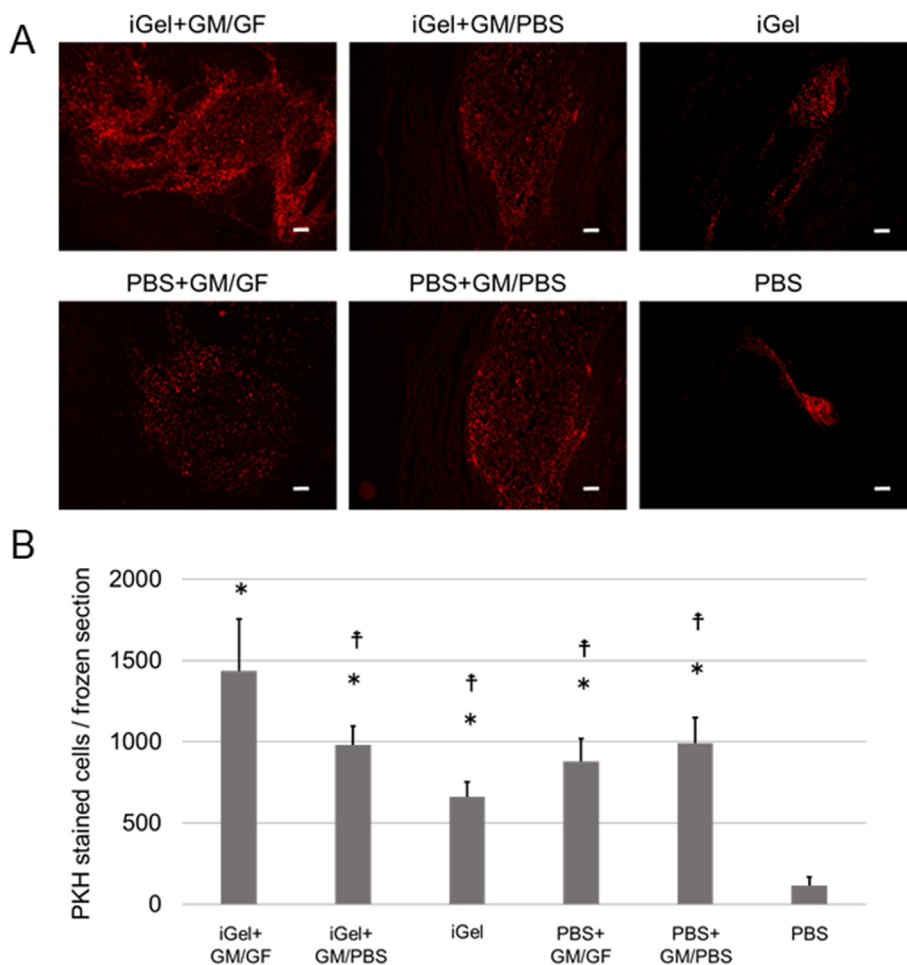 A
iGel+GM/GF
iGel+GM/PBS
iGel
PBS+GM/GF
PBS+GM/PBS
PBS
B
PKH stained cells / frozen section
2000
1500
1000
500
0
*
☨
*
☨
*
☨
*
☨
*
iGel+
GM/GF
iGel+
GM/PBS
iGel
PBS+
GM/GF
PBS+
GM/PBS
PBS